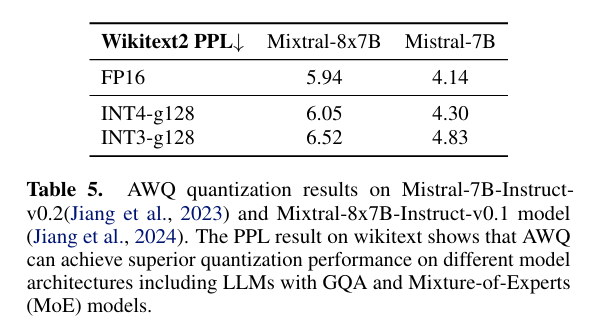 Wikitext2 PPL↓ Mixtral-8x7B Mistral-7B
FP16 5.94 4.14
INT4-g128 6.05 4.30
INT3-g128 6.52 4.83
Table 5. AWQ quantization results on Mistral-7B-Instruct-
v0.2(Jiang et al., 2023) and Mixtral-8x7B-Instruct-v0.1 model
(Jiang et al., 2024). The PPL result on wikitext shows that AWQ
can achieve superior quantization performance on different model
architectures including LLMs with GQA and Mixture-of-Experts
(MoE) models.